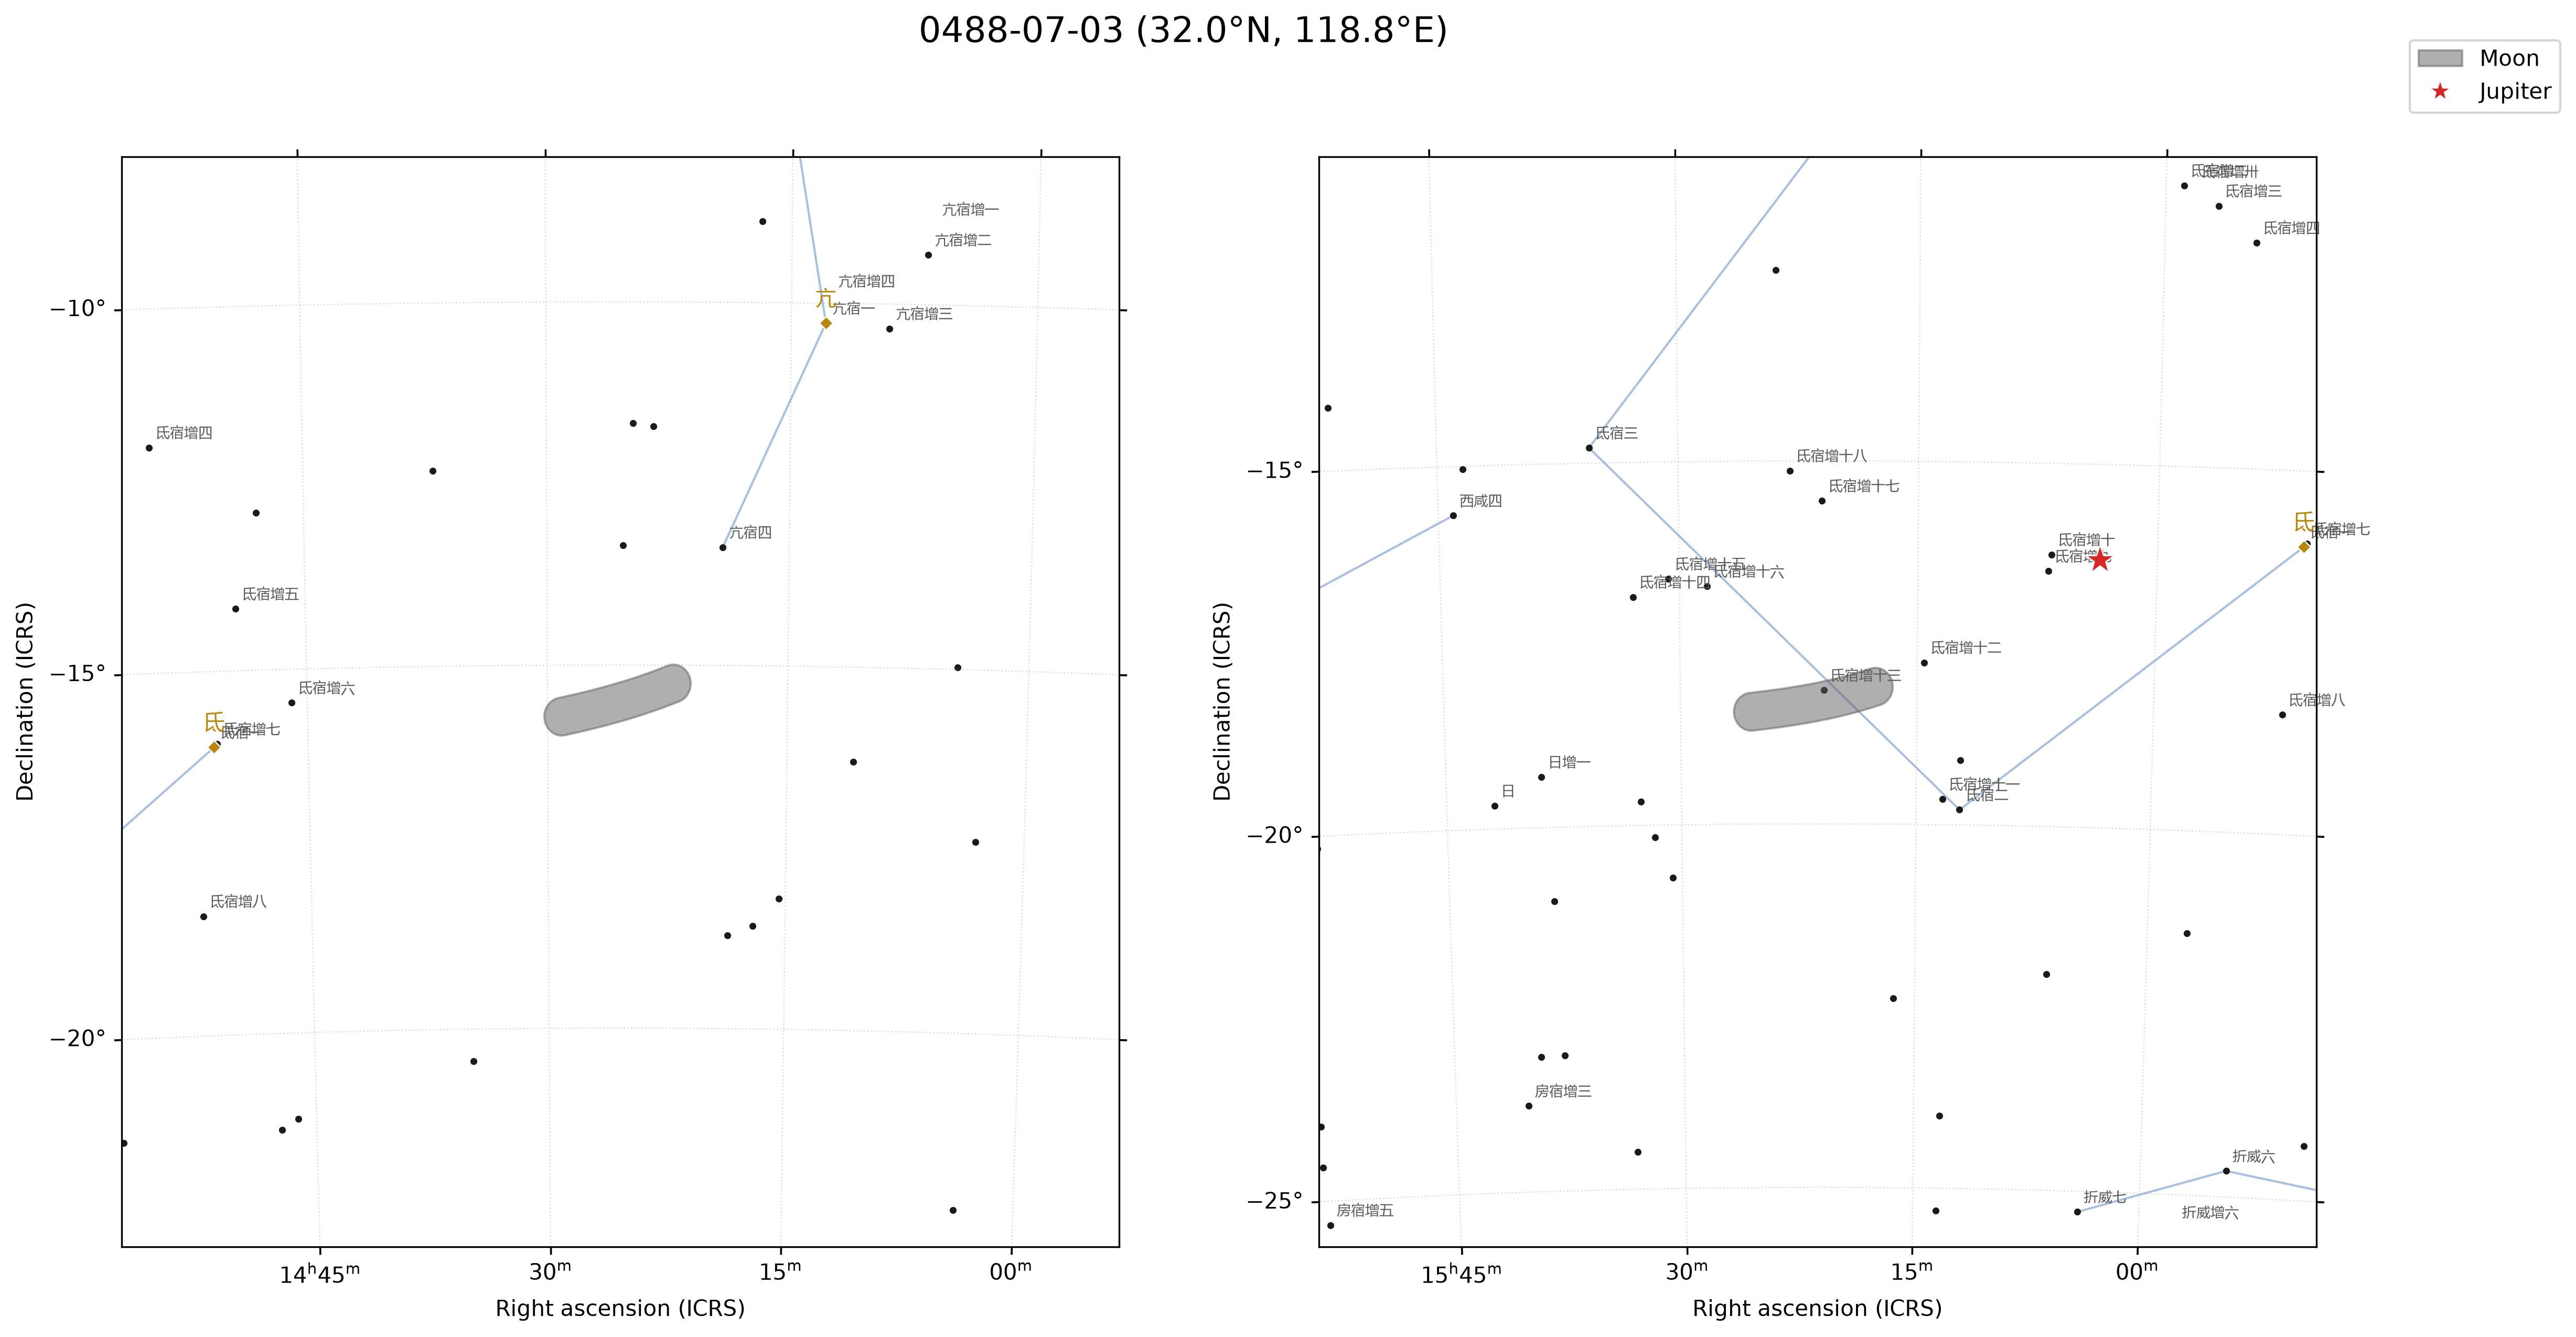 0488-07-03 (32.0°N, 118.8°E)
Moon
Jupiter
亢宿增一
亢宿增二
亢宿增四
亢
亢宿一
亢宿增三
氐宿增四
亢宿四
氐宿增五
氐宿增六
氐
氐宿增七
氐宿一
氐宿增八
−10°
−15°
−20°
Declination (ICRS)
14ʰ45ᵐ
30ᵐ
15ᵐ
00ᵐ
Right ascension (ICRS)
氐宿增三
氐宿增四
氐宿三
氐宿增十八
西咸四
氐宿增十七
氐
氐宿增七
氐宿增十
氐宿增十五
氐宿增十六
氐宿增十四
氐宿增十二
氐宿增十三
氐宿增八
日增一
日
氐宿增十一
氐宿二
房宿增三
折威六
折威七
折威增六
房宿增五
−15°
−20°
−25°
Declination (ICRS)
15ʰ45ᵐ
30ᵐ
15ᵐ
00ᵐ
Right ascension (ICRS)